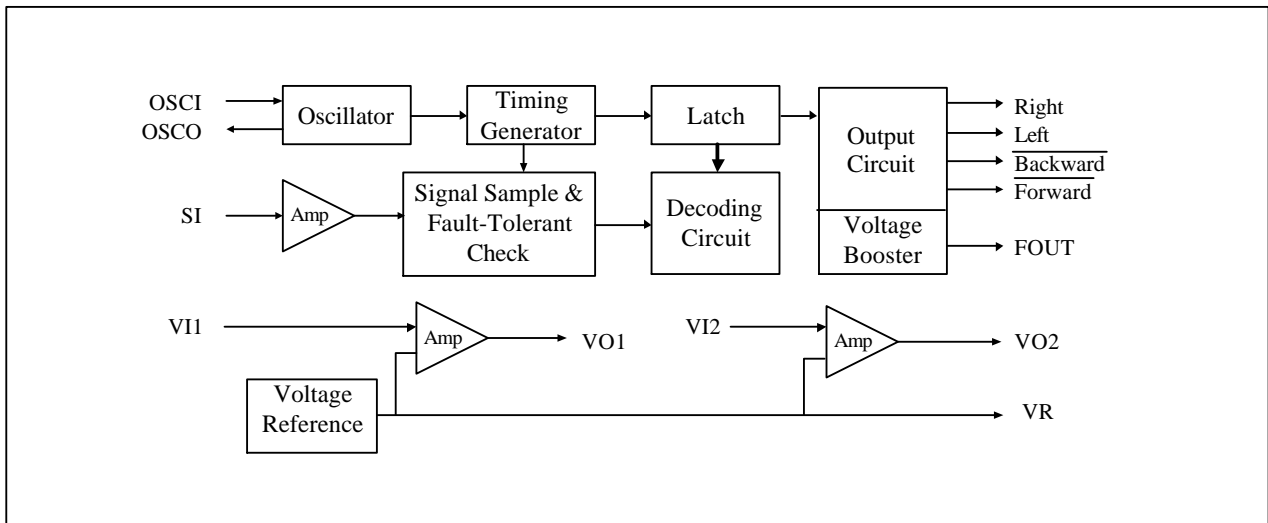 OSCI
OSCO
Oscillator
Timing
Generator
Latch
Output
Circuit
Right
Left
Backward
Forward
SI
Amp
Signal Sample &
Fault-Tolerant
Check
Decoding
Circuit
Voltage
Booster
FOUT
VI1
Amp
VO1
VI2
Amp
VO2
Voltage
Reference
VR